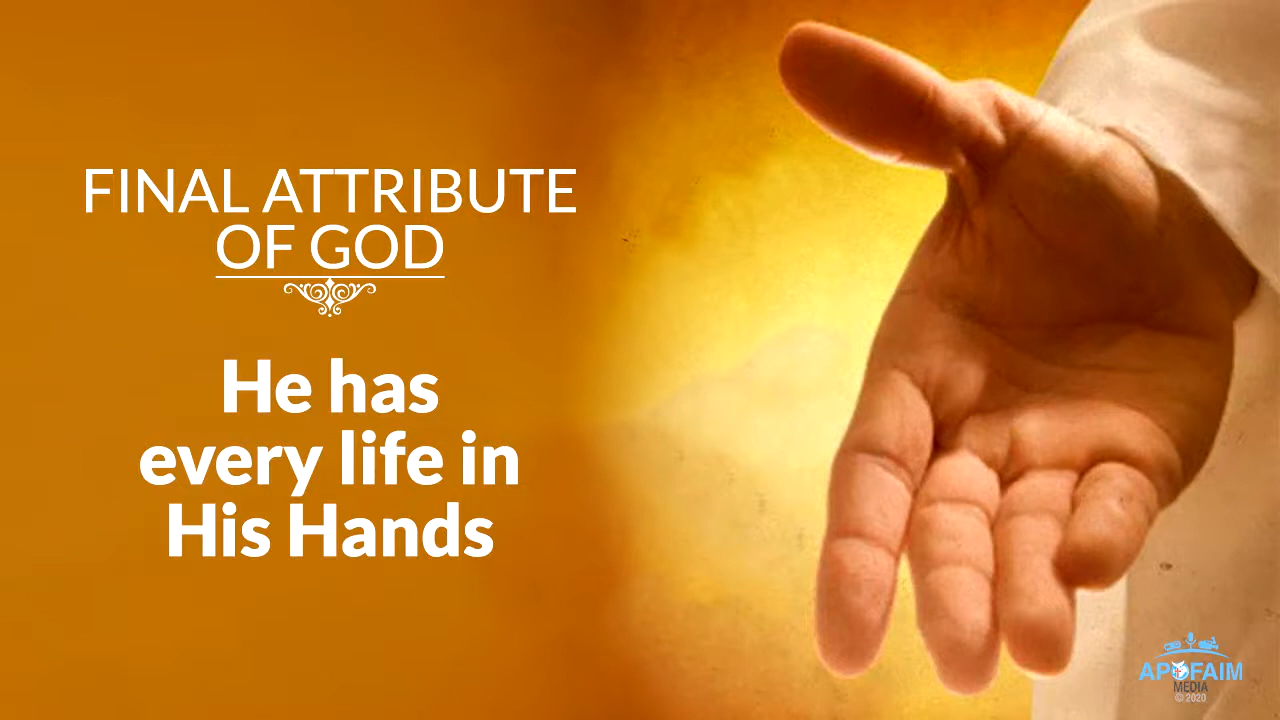 FINAL ATTRIBUTE
OF GOD
He has
every life in
His Hands
APOFAIM
MEDIA
© 2020